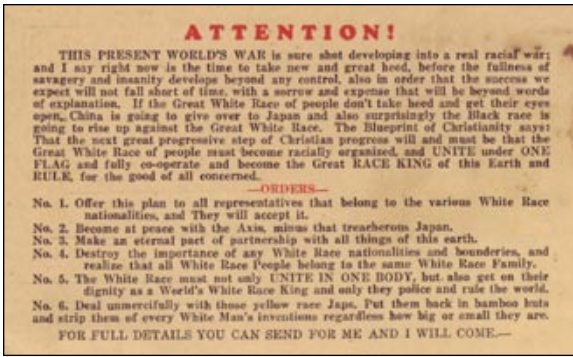 ATTENTION!
THIS PRESENT WORLD'S WAR is sure shot developing into a real racial war;
and I say right now is the time to take new and great heed, before the fullness of
savagery and insanity develops beyond any control, also in order that the success we
expect will not fall short of time, with a sorrow and expense that will be beyond words
of explanation. If the Great White Race of people don't take heed and get their eyes
open, China is going to give over to Japan and also surprisingly the Black race is
going to rise up against the Great White Race. The Blueprint of Christianity says:
That the next great progressive step of Christian progress will and must be that the
Great White Race of people must become racially organized, and UNITE under ONE
FLAG and fully co-operate and become the Great RACE KING of this Earth and
RULE, for the good of all concerned.
—ORDERS—
No. 1. Offer this plan to all representatives that belong to the various White Race
nationalities, and They will accept it.
No. 2. Become at peace with the Axis, minus that treacherous Japan.
No. 3. Make an eternal part of partnership with all things of this earth.
No. 4. Destroy the importance of any White Race nationalities and bounderies, and
realize that all White Race People belong to the same White Race Family.
No. 5. The White Race must not only UNITE IN ONE BODY, but also get on their
dignity as a World's White Race King and only they police and rule the world.
No. 6. Deal unmercifully with those yellow race Japs. Put them back in bamboo huts
and strip them of every White Man's inventions regardless how big or small they are.
FOR FULL DETAILS YOU CAN SEND FOR ME AND I WILL COME.—